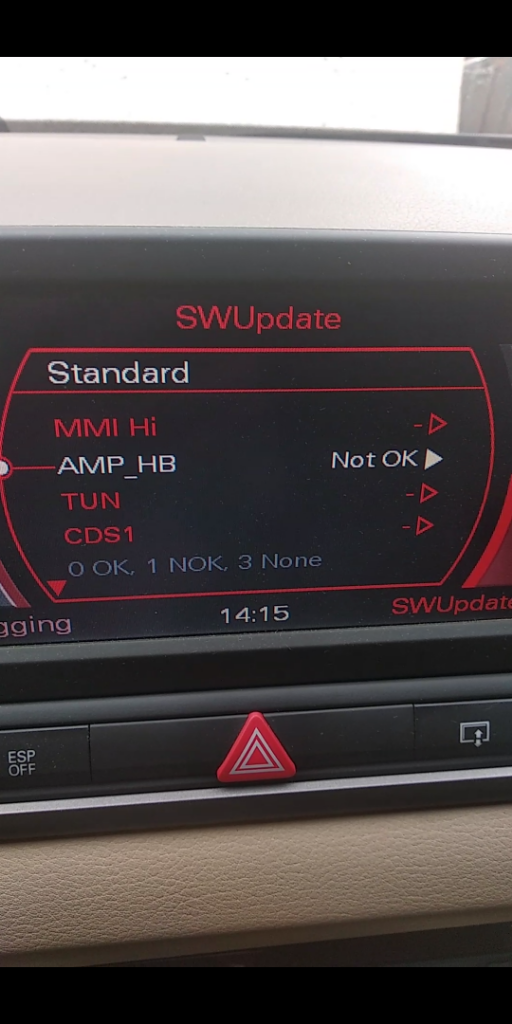 SWUpdate
Standard
MMI Hi -
AMP_HB Not OK
TUN -
CDS1 -
0 OK, 1 NOK, 3 None
gging 14:15 SWUpdate
ESP
OFF